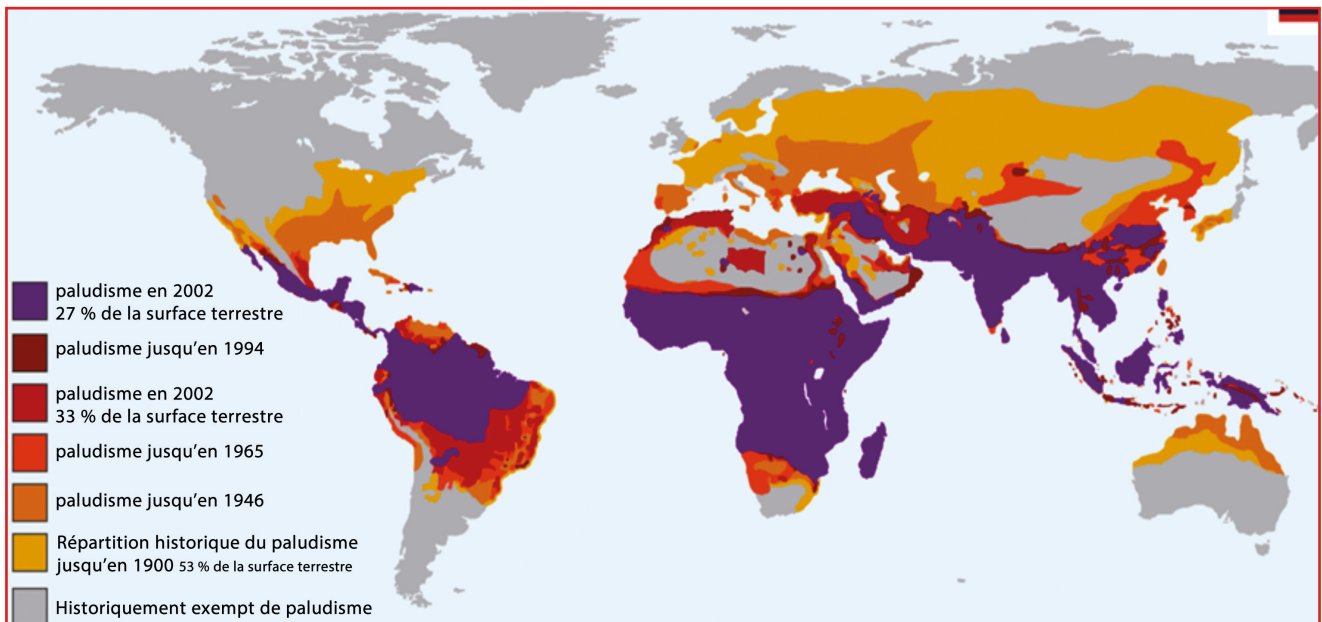 paludisme en 2002
27 % de la surface terrestre
paludisme jusqu’en 1994
paludisme en 2002
33 % de la surface terrestre
paludisme jusqu’en 1965
paludisme jusqu’en 1946
Répartition historique du paludisme
jusqu’en 1900 53 % de la surface terrestre
Historiquement exempt de paludisme